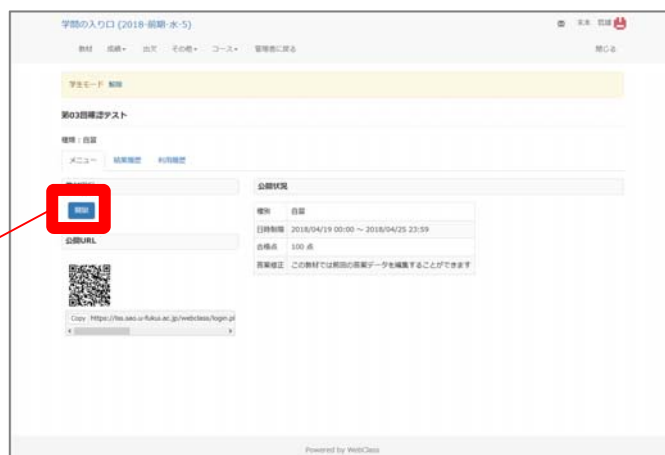 学問の入り口 (2018-前期-水-5)
教材 成績 出欠 その他 コース 管理者に戻る 閉じる
学生モード 解除
第03回確認テスト
種類：自習
メニュー 結果履歴 利用履歴
開始
公開URL
Copy https://lss.sao.u-fukui.ac.jp/webclass/login.pl
公開状況
種別 自習
日時制限 2018/04/19 00:00 ～ 2018/04/25 23:59
合格点 100 点
答案修正 この教材では前回の答案データを編集することができます
Powered by WebClass